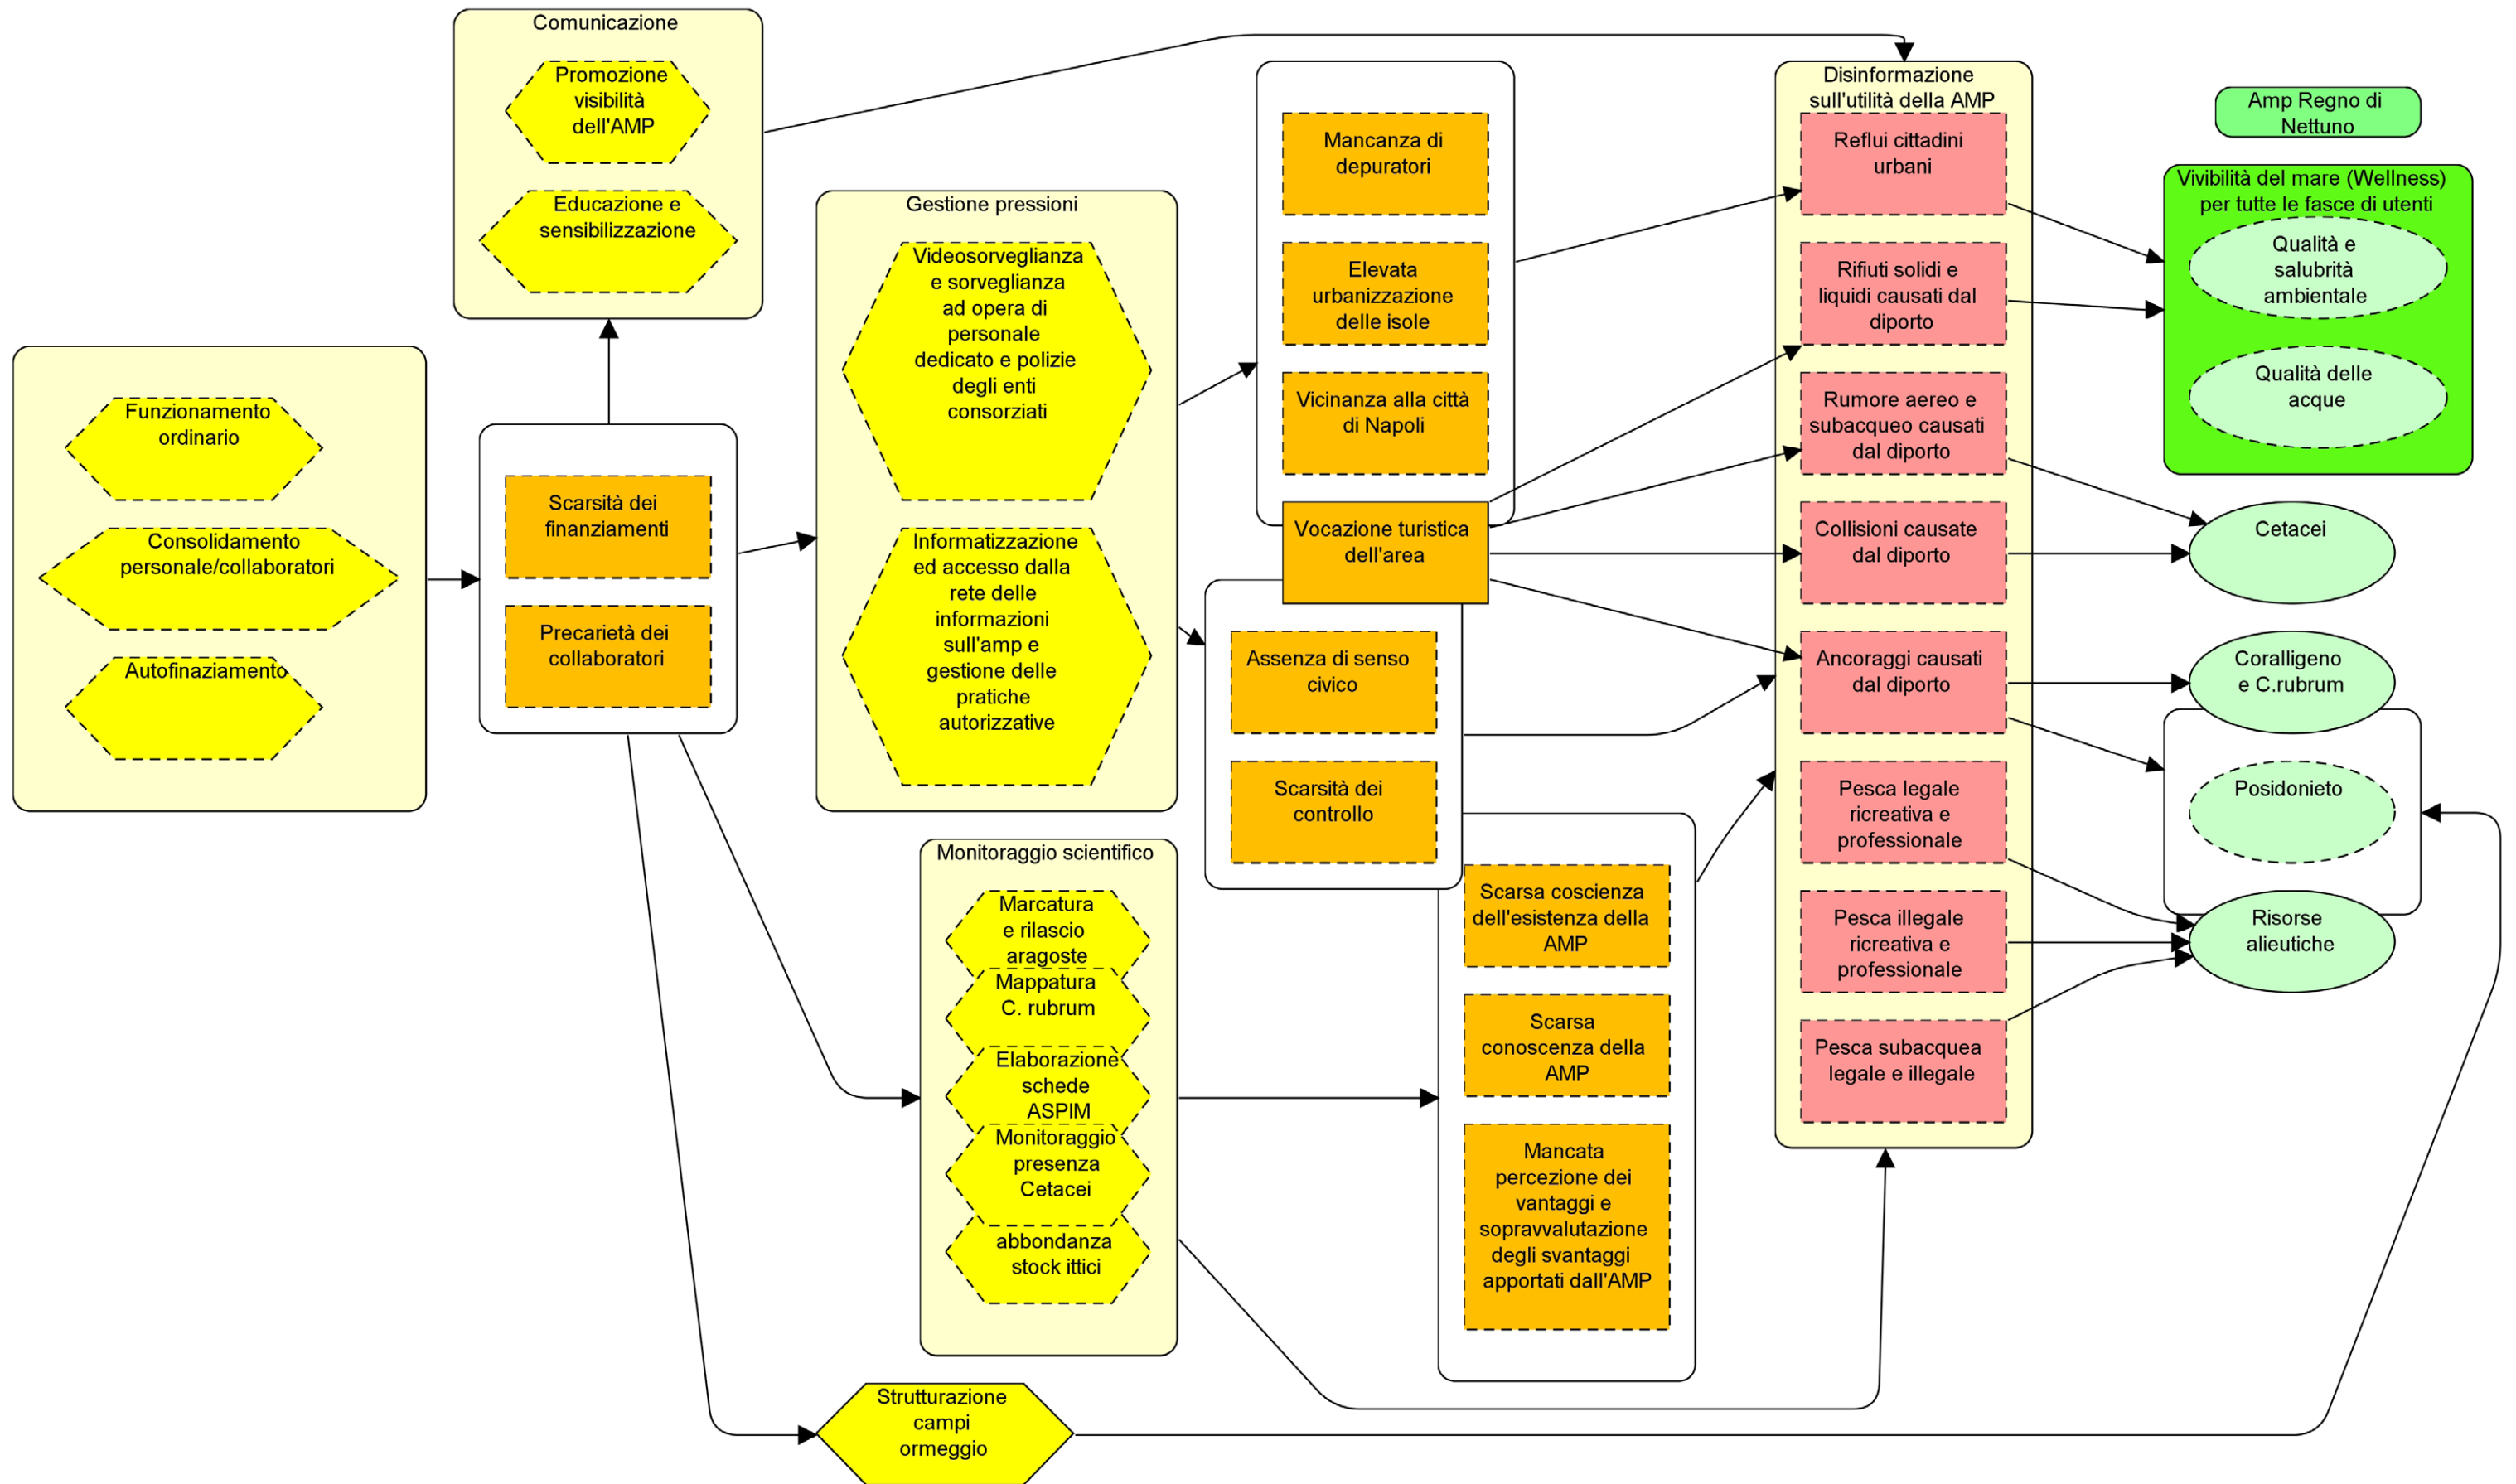 Comunicazione
Promozione
visibilità
dell'AMP
Educazione e
sensibilizzazione
Funzionamento
ordinario
Consolidamento
personale/collaboratori
Autofinaziamento
Scarsità dei
finanziamenti
Precarietà dei
collaboratori
Gestione pressioni
Videosorveglianza
e sorveglianza
ad opera di
personale
dedicato e polizie
degli enti
consorziati
Informatizzazione
ed accesso dalla
rete delle
informazioni
sull'amp e
gestione delle
pratiche
autorizzative
Monitoraggio scientifico
Marcatura
e rilascio
aragoste
Mappatura
C. rubrum
Elaborazione
schede
ASPIM
Monitoraggio
presenza
Cetacei
abbondanza
stock ittici
Strutturazione
campi
ormeggio
Mancanza di
depuratori
Elevata
urbanizzazione
delle isole
Vicinanza alla città
di Napoli
Vocazione turistica
dell'area
Assenza di senso
civico
Scarsità dei
controllo
Scarsa coscienza
dell'esistenza della
AMP
Scarsa
conoscenza della
AMP
Mancata
percezione dei
vantaggi e
sopravvalutazione
degli svantaggi
apportati dall'AMP
Disinformazione
sull'utilità della AMP
Reflui cittadini
urbani
Rifiuti solidi e
liquidi causati dal
diporto
Rumore aereo e
subacqueo causati
dal diporto
Collisioni causate
dal diporto
Ancoraggi causati
dal diporto
Pesca legale
ricreativa e
professionale
Pesca illegale
ricreativa e
professionale
Pesca subacquea
legale e illegale
Amp Regno di
Nettuno
Vivibilità del mare (Wellness)
per tutte le fasce di utenti
Qualità e
salubrità
ambientale
Qualità delle
acque
Cetacei
Coralligeno
e C.rubrum
Posidonieto
Risorse
alieutiche